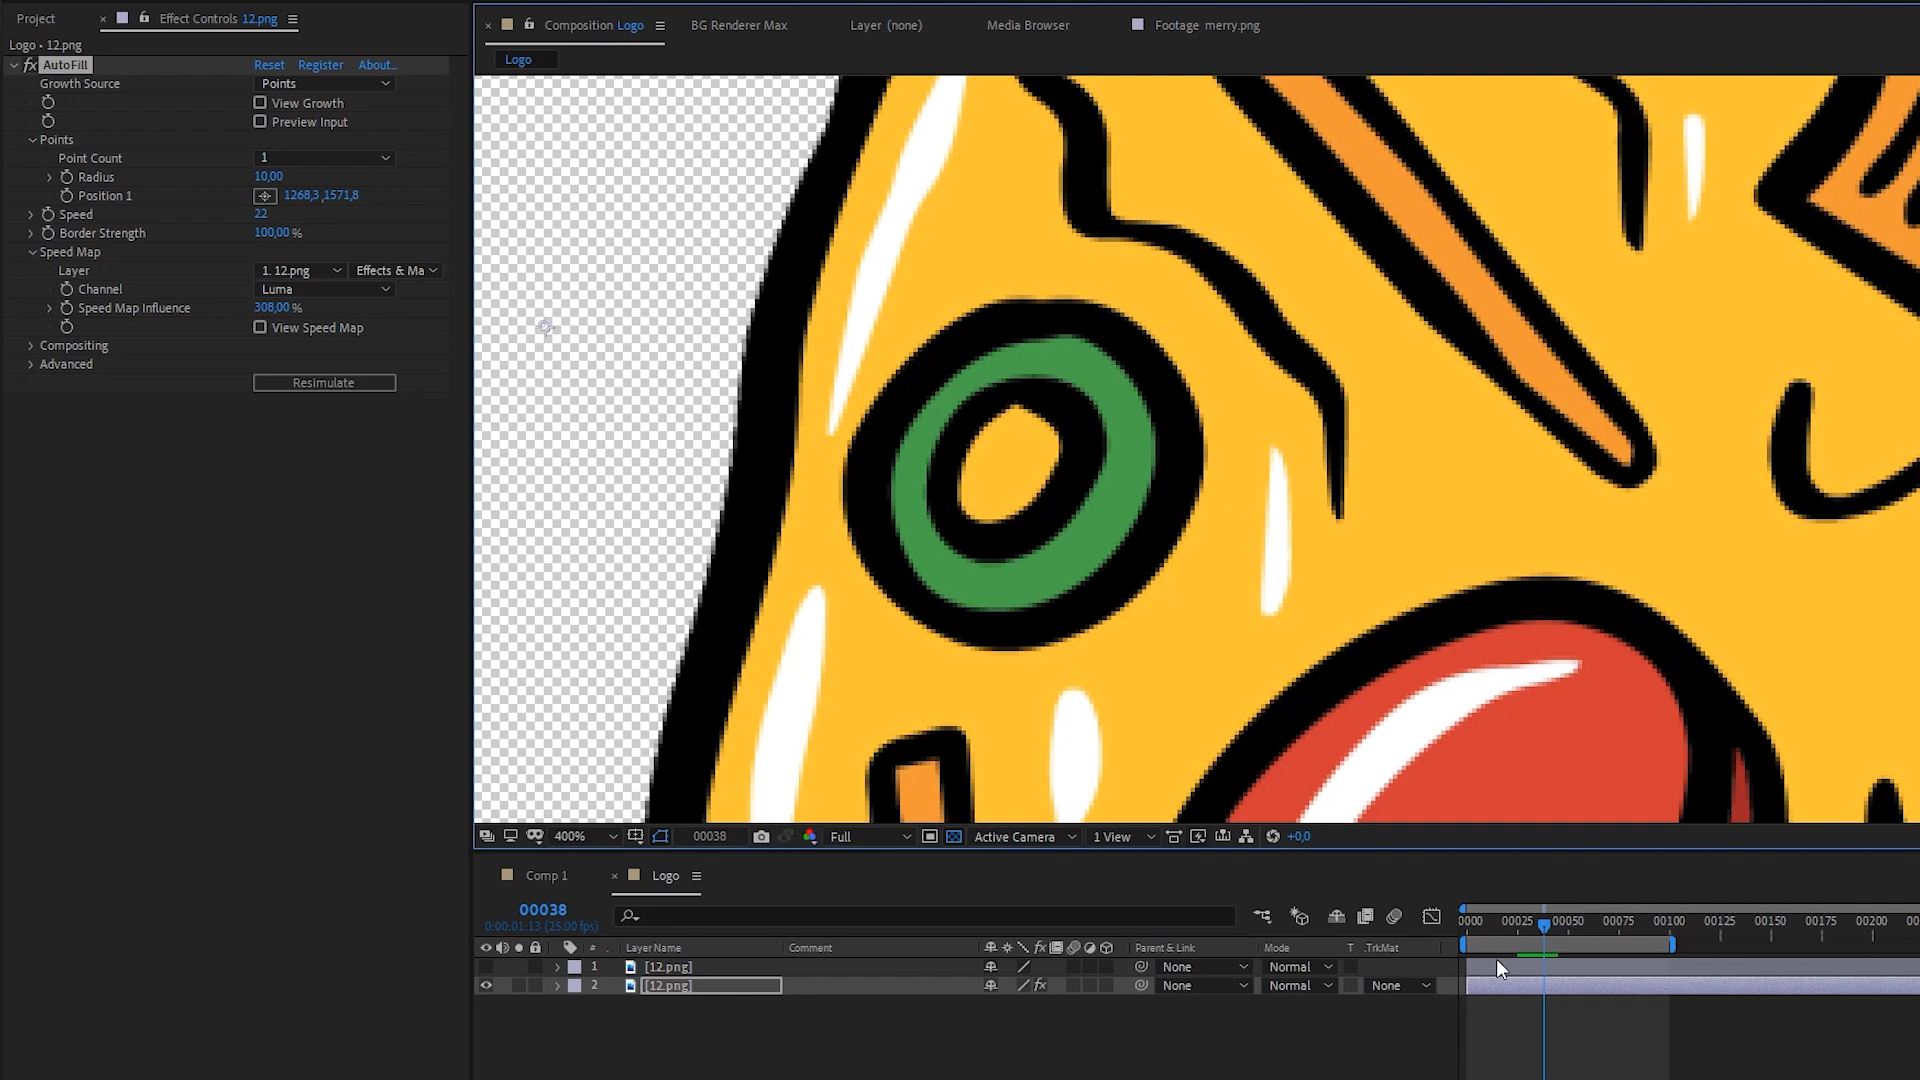 Project
Effect Controls 12.png
Logo • 12.png
fx AutoFill Reset Register About...
Growth Source Points
View Growth
Preview Input
Points
Point Count 1
Radius 10,00
Position 1 1268,3 ,1571,8
Speed 22
Border Strength 100,00 %
Speed Map
Layer 1. 12.png Effects & Ma
Channel Luma
Speed Map Influence 308,00 %
View Speed Map
Compositing
Advanced
Resimulate
Composition Logo
BG Renderer Max
Layer (none)
Media Browser
Footage merry.png
Logo
400% 00038 Full Active Camera 1 View +0,0
Comp 1
Logo
00038
0:00:01:13 (25.00 fps)
0000 00025 00050 00075 00100 00125 00150 00175 00200 00
# Layer Name Comment fx Parent & Link Mode T .TrkMat
1 [12.png] None Normal
2 [12.png] fx None Normal None